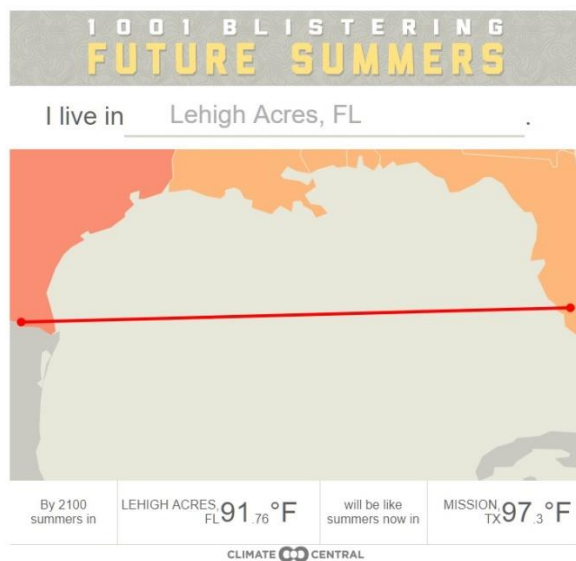 1001 BLISTERING
FUTURE SUMMERS
I live in Lehigh Acres, FL .
By 2100
summers in
LEHIGH ACRES,
FL 91.76°F
will be like
summers now in
MISSION,
TX 97.3°F
CLIMATE CENTRAL